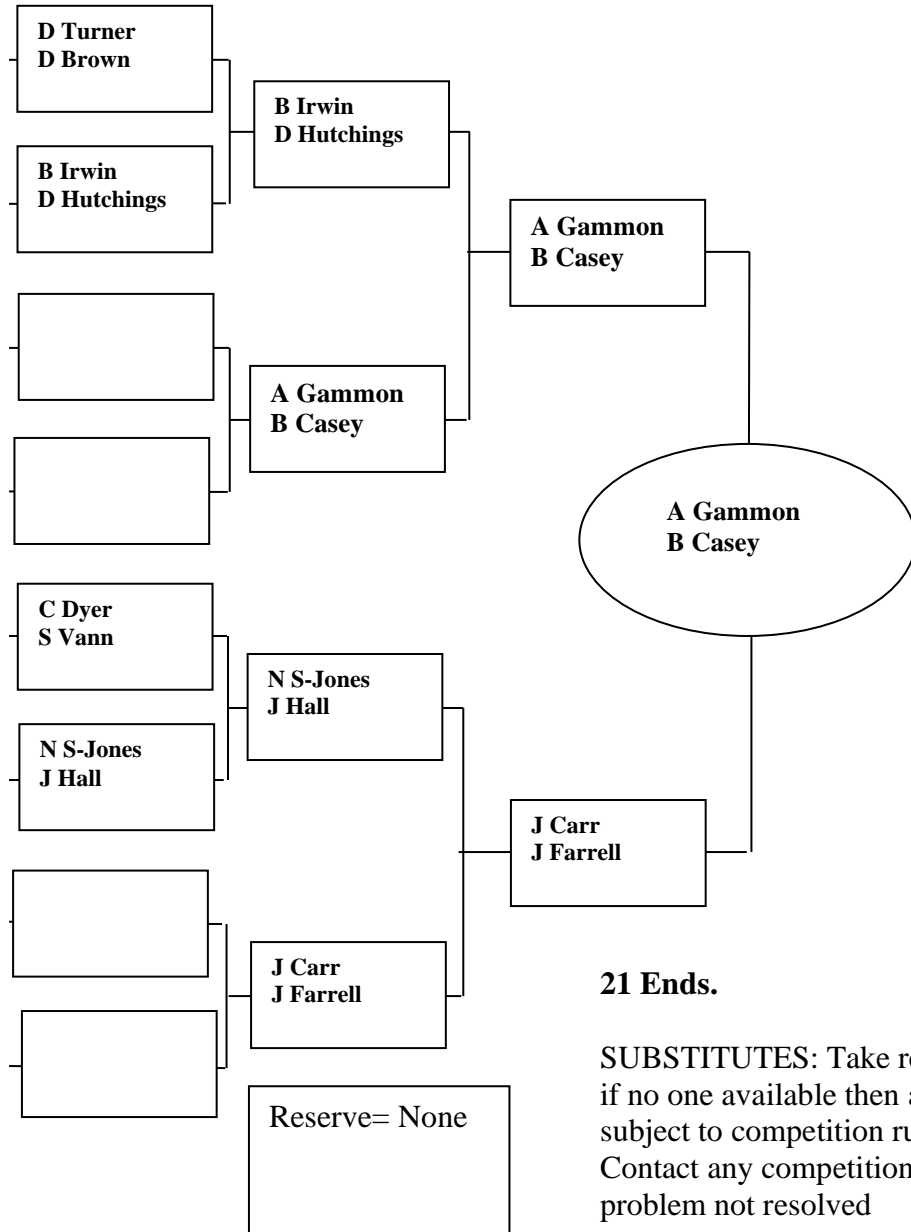 D Turner
D Brown
B Irwin
D Hutchings
B Irwin
D Hutchings
A Gammon
B Casey
A Gammon
B Casey
A Gammon
B Casey
C Dyer
S Vann
N S-Jones
J Hall
N S-Jones
J Hall
J Carr
J Farrell
J Carr
J Farrell
Reserve= None
21 Ends.
SUBSTITUTES: Take
if no one available then
subject to competition
Contact any competition
problem not resolved